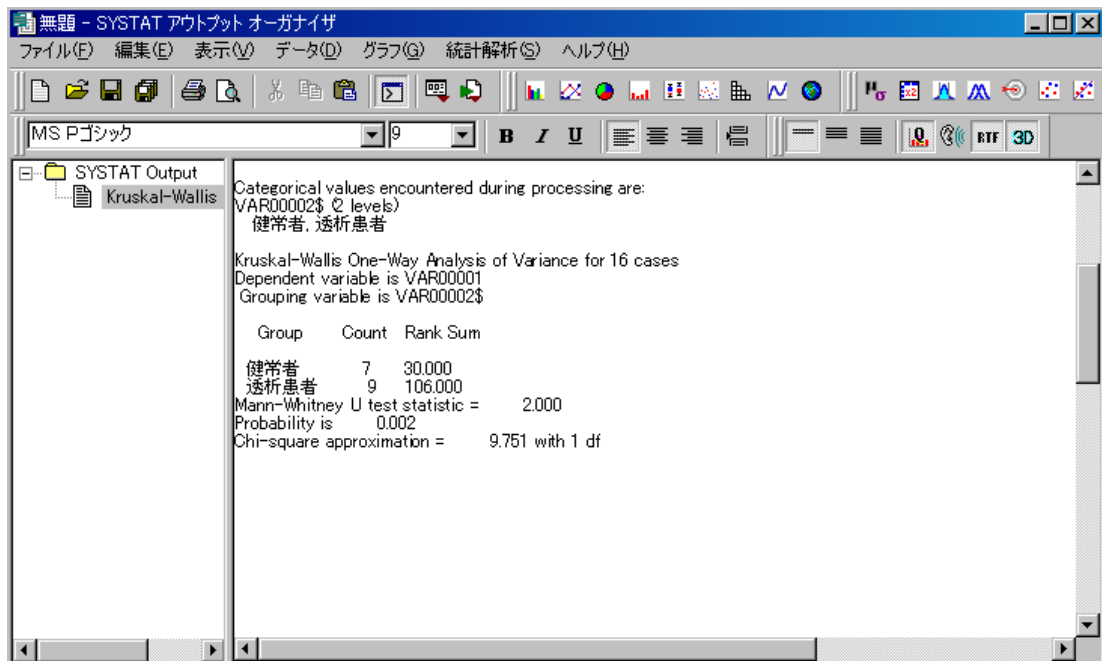 無題 - SYSTAT アウトプット オーガナイザ
ファイル(F) 編集(E) 表示(V) データ(D) グラフ(G) 統計解析(S) ヘルプ(H)
MS Pゴシック 9 B I U RTF 3D
SYSTAT Output
Kruskal-Wallis
Categorical values encountered during processing are:
VAR00002$ (2 levels)
健常者, 透析患者
Kruskal-Wallis One-Way Analysis of Variance for 16 cases
Dependent variable is VAR00001
Grouping variable is VAR00002$
Group Count Rank Sum
健常者 7 30.000
透析患者 9 106.000
Mann-Whitney U test statistic = 2.000
Probability is 0.002
Chi-square approximation = 9.751 with 1 df